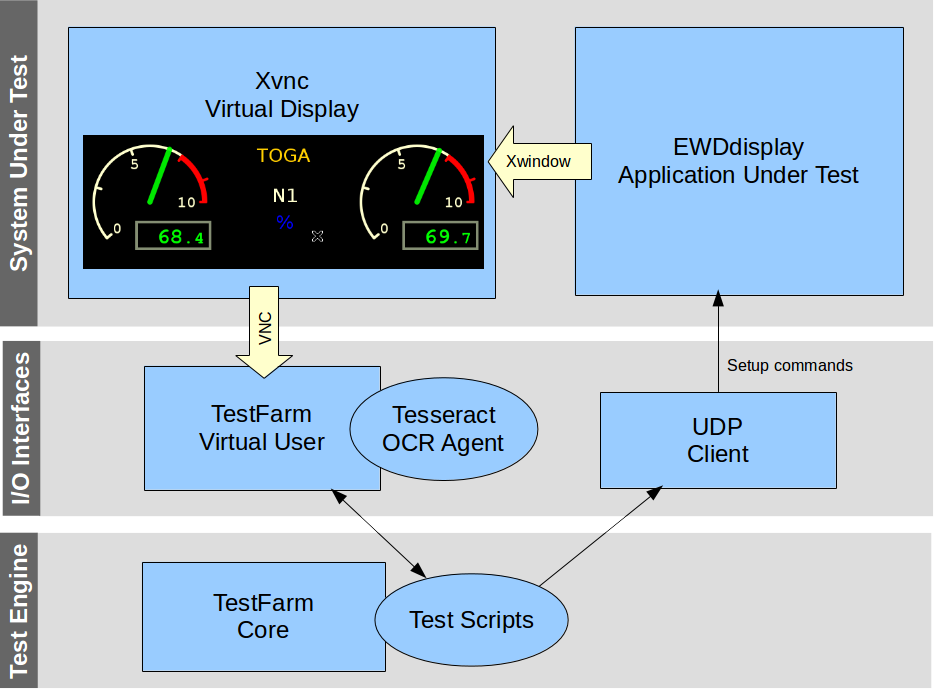 System Under Test
Xvnc
Virtual Display
TOGA
N1
%
0
5
10
68.4
0
5
10
69.7
Xwindow
EWDdisplay
Application Under Test
VNC
Setup commands
I/O Interfaces
TestFarm
Virtual User
Tesseract
OCR Agent
UDP
Client
Test Engine
TestFarm
Core
Test Scripts